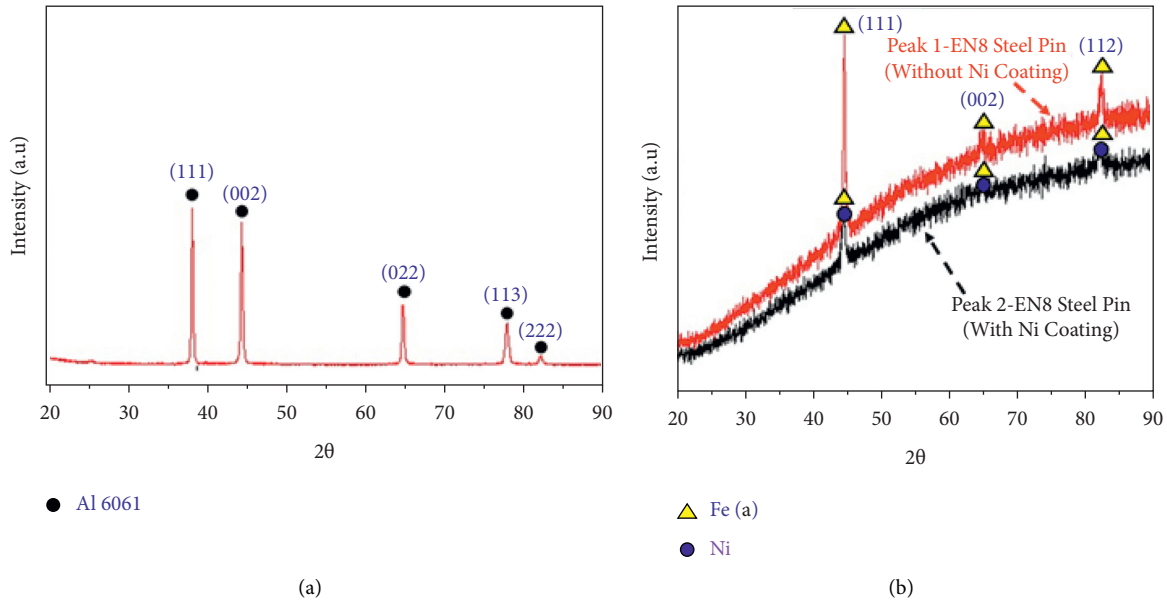 (a)
(111)
(002)
(022)
(113)
(222)
Intensity (a.u)
20 30 40 50 60 70 80 90
2θ
Al 6061
(a)
(b)
(111)
Peak 1-EN8 Steel Pin
(Without Ni Coating)
(112)
(002)
Intensity (a.u)
Peak 2-EN8 Steel Pin
(With Ni Coating)
20 30 40 50 60 70 80 90
2θ
Fe (a)
Ni
(b)